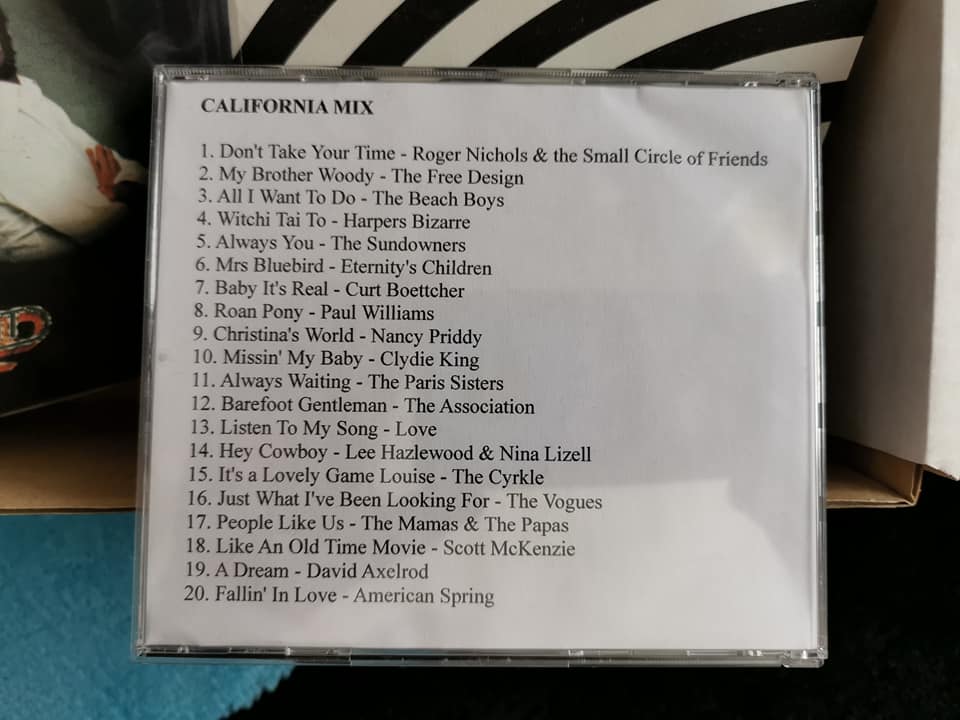 CALIFORNIA MIX
1. Don't Take Your Time - Roger Nichols & the Small Circle of Friends
2. My Brother Woody - The Free Design
3. All I Want To Do - The Beach Boys
4. Witchi Tai To - Harpers Bizarre
5. Always You - The Sundowners
6. Mrs Bluebird - Eternity's Children
7. Baby It's Real - Curt Boettcher
8. Roan Pony - Paul Williams
9. Christina's World - Nancy Priddy
10. Missin' My Baby - Clydie King
11. Always Waiting - The Paris Sisters
12. Barefoot Gentleman - The Association
13. Listen To My Song - Love
14. Hey Cowboy - Lee Hazlewood & Nina Lizell
15. It's a Lovely Game Louise - The Cyrkle
16. Just What I've Been Looking For - The Vogues
17. People Like Us - The Mamas & The Papas
18. Like An Old Time Movie - Scott McKenzie
19. A Dream - David Axelrod
20. Fallin' In Love - American Spring